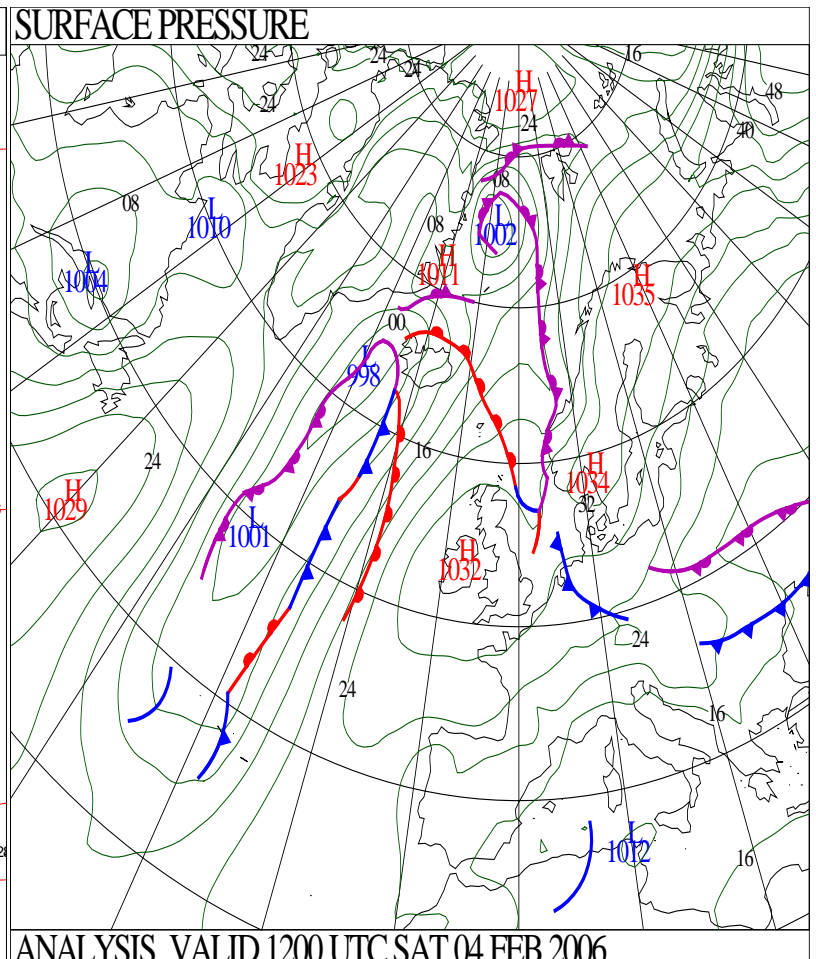 SURFACE PRESSURE
24
24
24
16
H
1027
48
24
24
40
H
1023
08
08
L
1010
08
L
1002
L
1004
H
1011
H
1035
00
L
998
16
24
H
1034
H
1029
32
L
1001
H
1032
24
24
16
L
1012
16
ANALYSIS VALID 1200 UTC SAT 04 FEB 2006